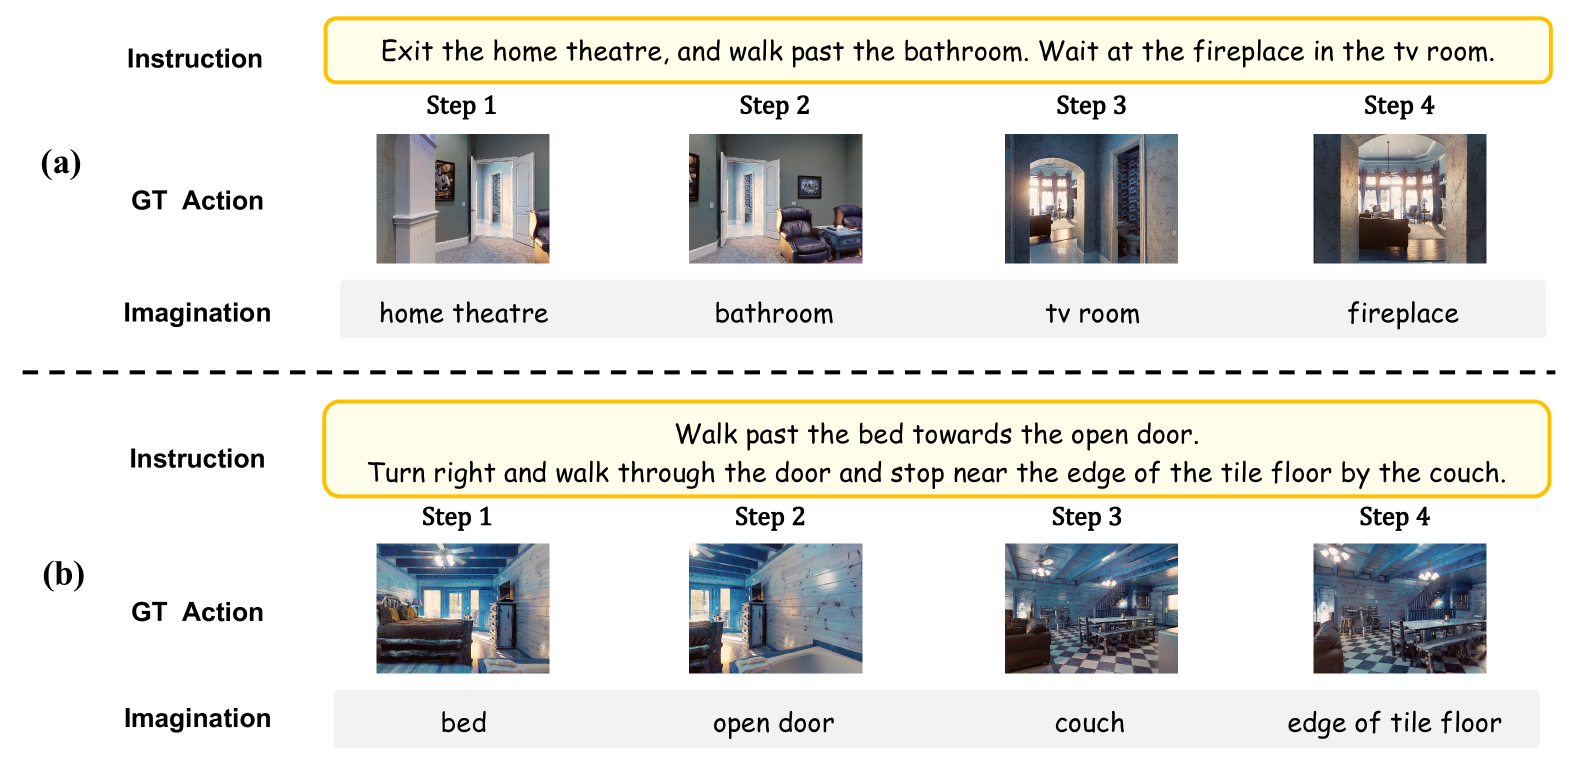 Instruction
Exit the home theatre, and walk past the bathroom. Wait at the fireplace in the tv room.
Step 1 Step 2 Step 3 Step 4
(a)
GT Action
Imagination
home theatre bathroom tv room fireplace
Instruction
Walk past the bed towards the open door.
Turn right and walk through the door and stop near the edge of the tile floor by the couch.
Step 1 Step 2 Step 3 Step 4
(b)
GT Action
Imagination
bed open door couch edge of tile floor